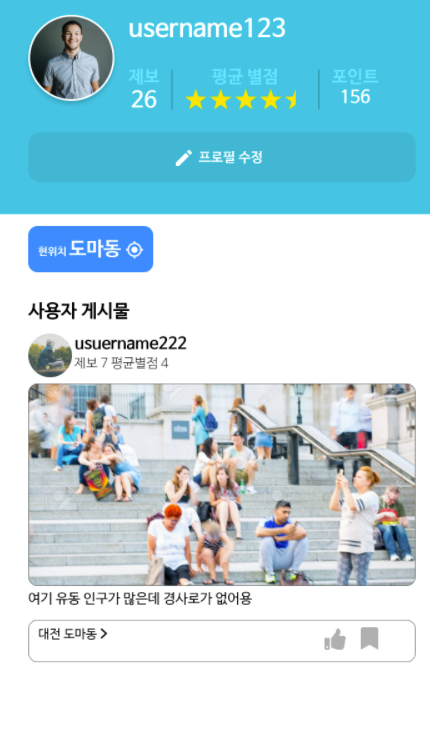 username123
제보 평균 별점 포인트
26 156
프로필 수정
현위치 도마동
사용자 게시물
usuername222
제보 7 평균별점 4
여기 유동 인구가 많은데 경사로가 없어용
대전 도마동 >